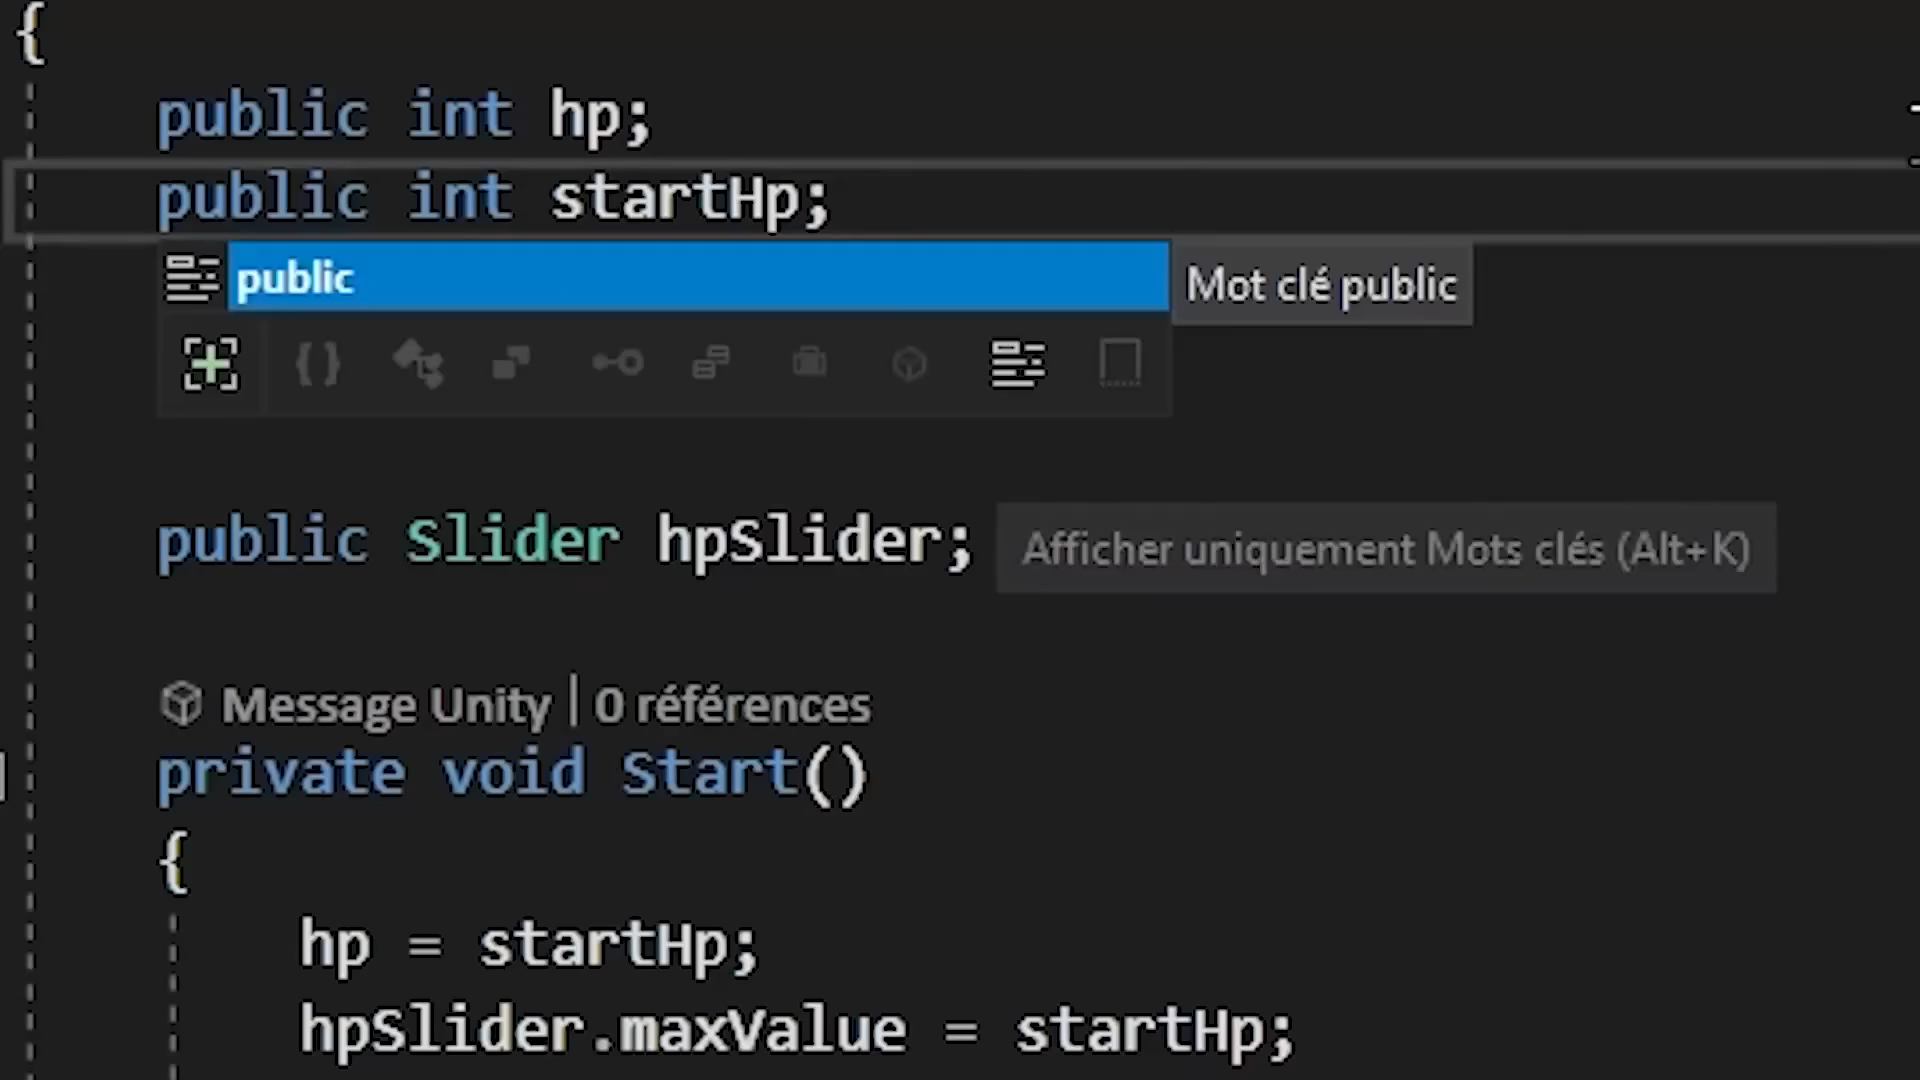 {
public int hp;
public int startHp;
public
Mot clé public
public Slider hpSlider;
Afficher uniquement Mots clés (Alt+K)
Message Unity | 0 références
private void Start()
{
hp = startHp;
hpSlider.maxValue = startHp;